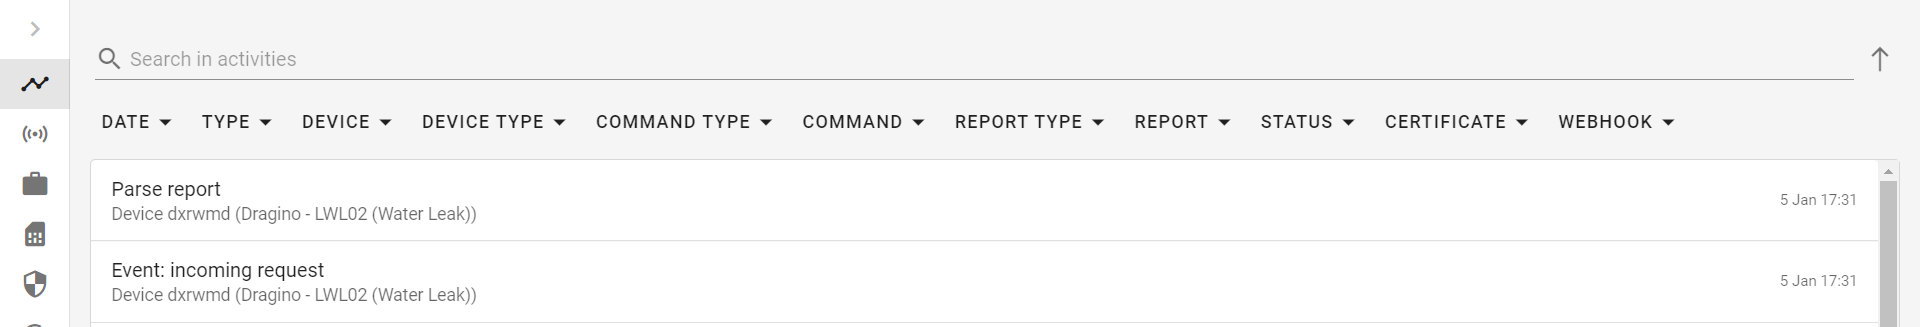 Search in activities
DATE TYPE DEVICE DEVICE TYPE COMMAND TYPE COMMAND REPORT TYPE REPORT STATUS CERTIFICATE WEBHOOK
Parse report
Device dxrwmd (Dragino - LWL02 (Water Leak))
5 Jan 17:31
Event: incoming request
Device dxrwmd (Dragino - LWL02 (Water Leak))
5 Jan 17:31